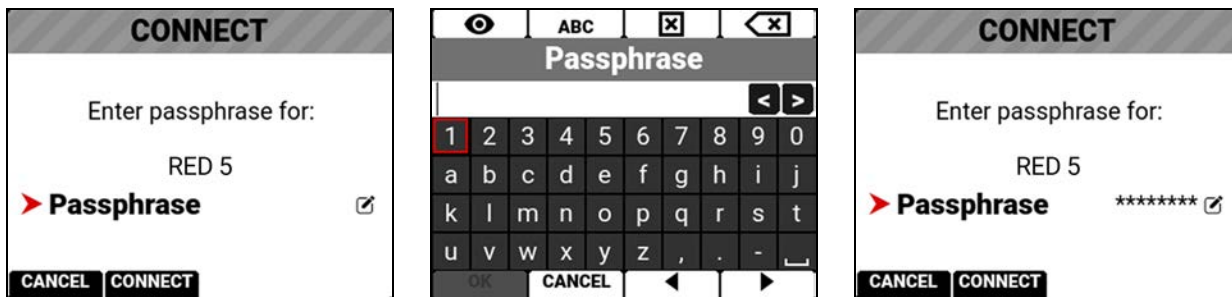 CONNECT
Enter passphrase for:
RED 5
Passphrase
CANCEL CONNECT
ABC
Passphrase
< >
1 2 3 4 5 6 7 8 9 0
a b c d e f g h i j
k l m n o p q r s t
u v w x y z , . -
OK CANCEL
CONNECT
Enter passphrase for:
RED 5
Passphrase ********
CANCEL CONNECT